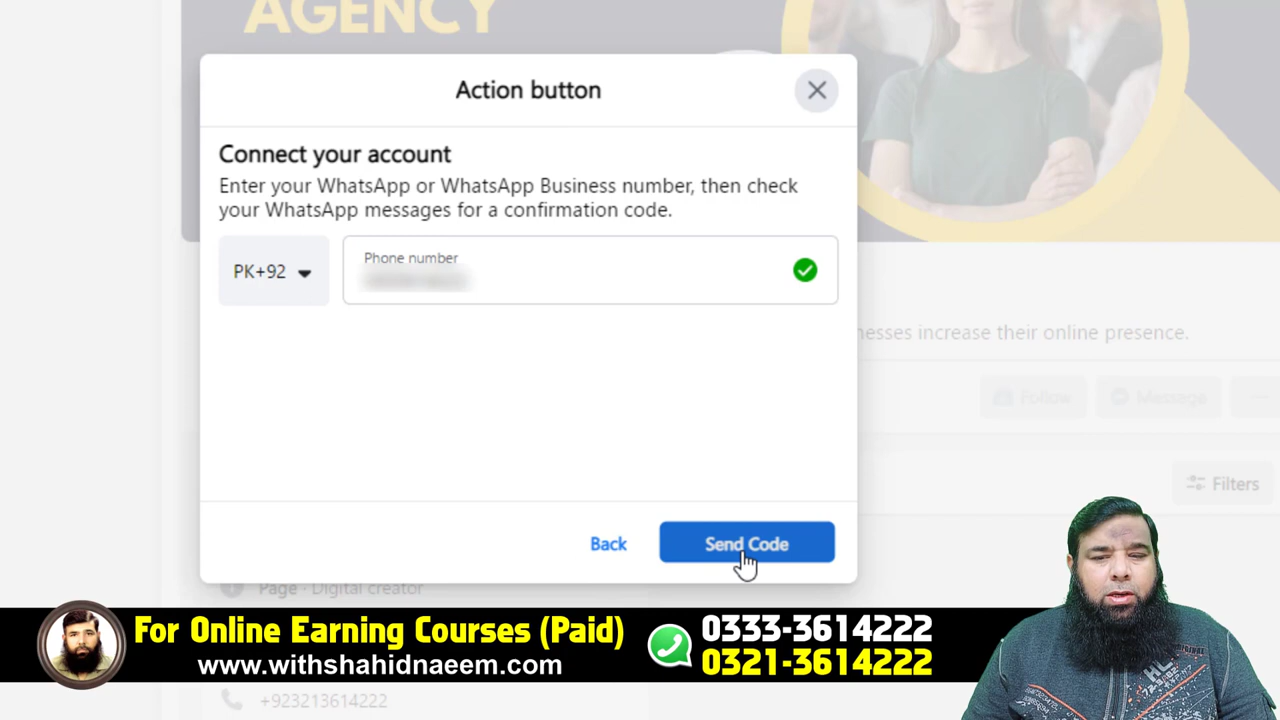 AGENCY
Action button
Connect your account
Enter your WhatsApp or WhatsApp Business number, then check
your WhatsApp messages for a confirmation code.
PK+92
Phone number
nesses increase their online presence.
Follow
Message
Filters
Back
Send Code
Page · Digital creator
For Online Earning Courses (Paid)
www.withshahidnaeem.com
0333-3614222
0321-3614222
+923213614222